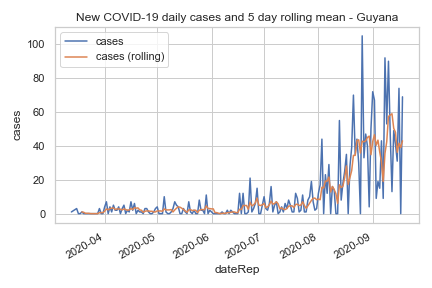 New COVID-19 daily cases and 5 day rolling mean - Guyana
cases
cases (rolling)
100
80
60
40
20
0
cases
2020-04
2020-05
2020-06
2020-07
2020-08
2020-09
dateRep